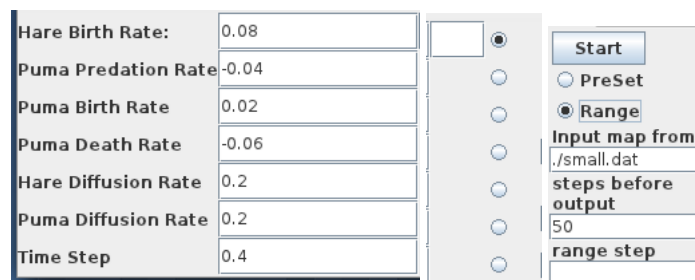 Hare Birth Rate: 0.08
Puma Predation Rate -0.04
Puma Birth Rate 0.02
Puma Death Rate -0.06
Hare Diffusion Rate 0.2
Puma Diffusion Rate 0.2
Time Step 0.4
Start
PreSet
Range
Input map from
./small.dat
steps before
output
50
range step